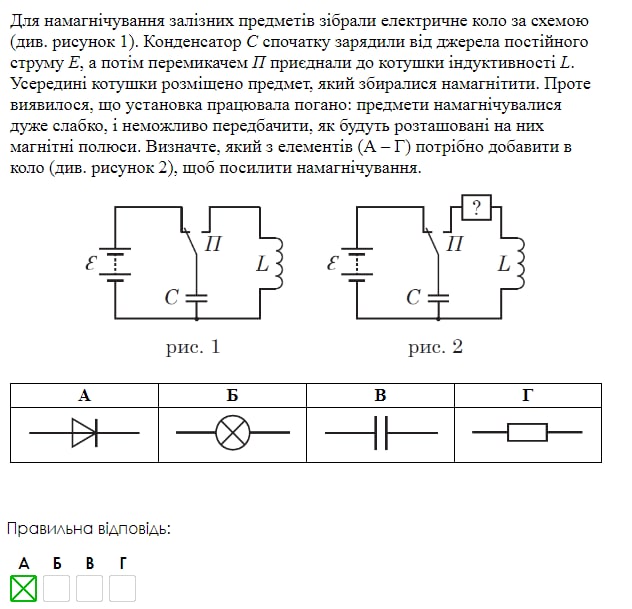 Для намагнічування залізних предметів зібрали електричне коло за схемою
(див. рисунок 1). Конденсатор C спочатку зарядили від джерела постійного
струму E, а потім перемикачем П приєднали до котушки індуктивності L.
Усередині котушки розміщено предмет, який збиралися намагнітити. Проте
виявилося, що установка працювала погано: предмети намагнічувалися
дуже слабко, і неможливо передбачити, як будуть розташовані на них
магнітні полюси. Визначте, який з елементів (А – Г) потрібно добавити в
коло (див. рисунок 2), щоб посилити намагнічування.
ℰ П L C
рис. 1
? ℰ П L C
рис. 2
А Б В Г
Правильна відповідь:
А Б В Г